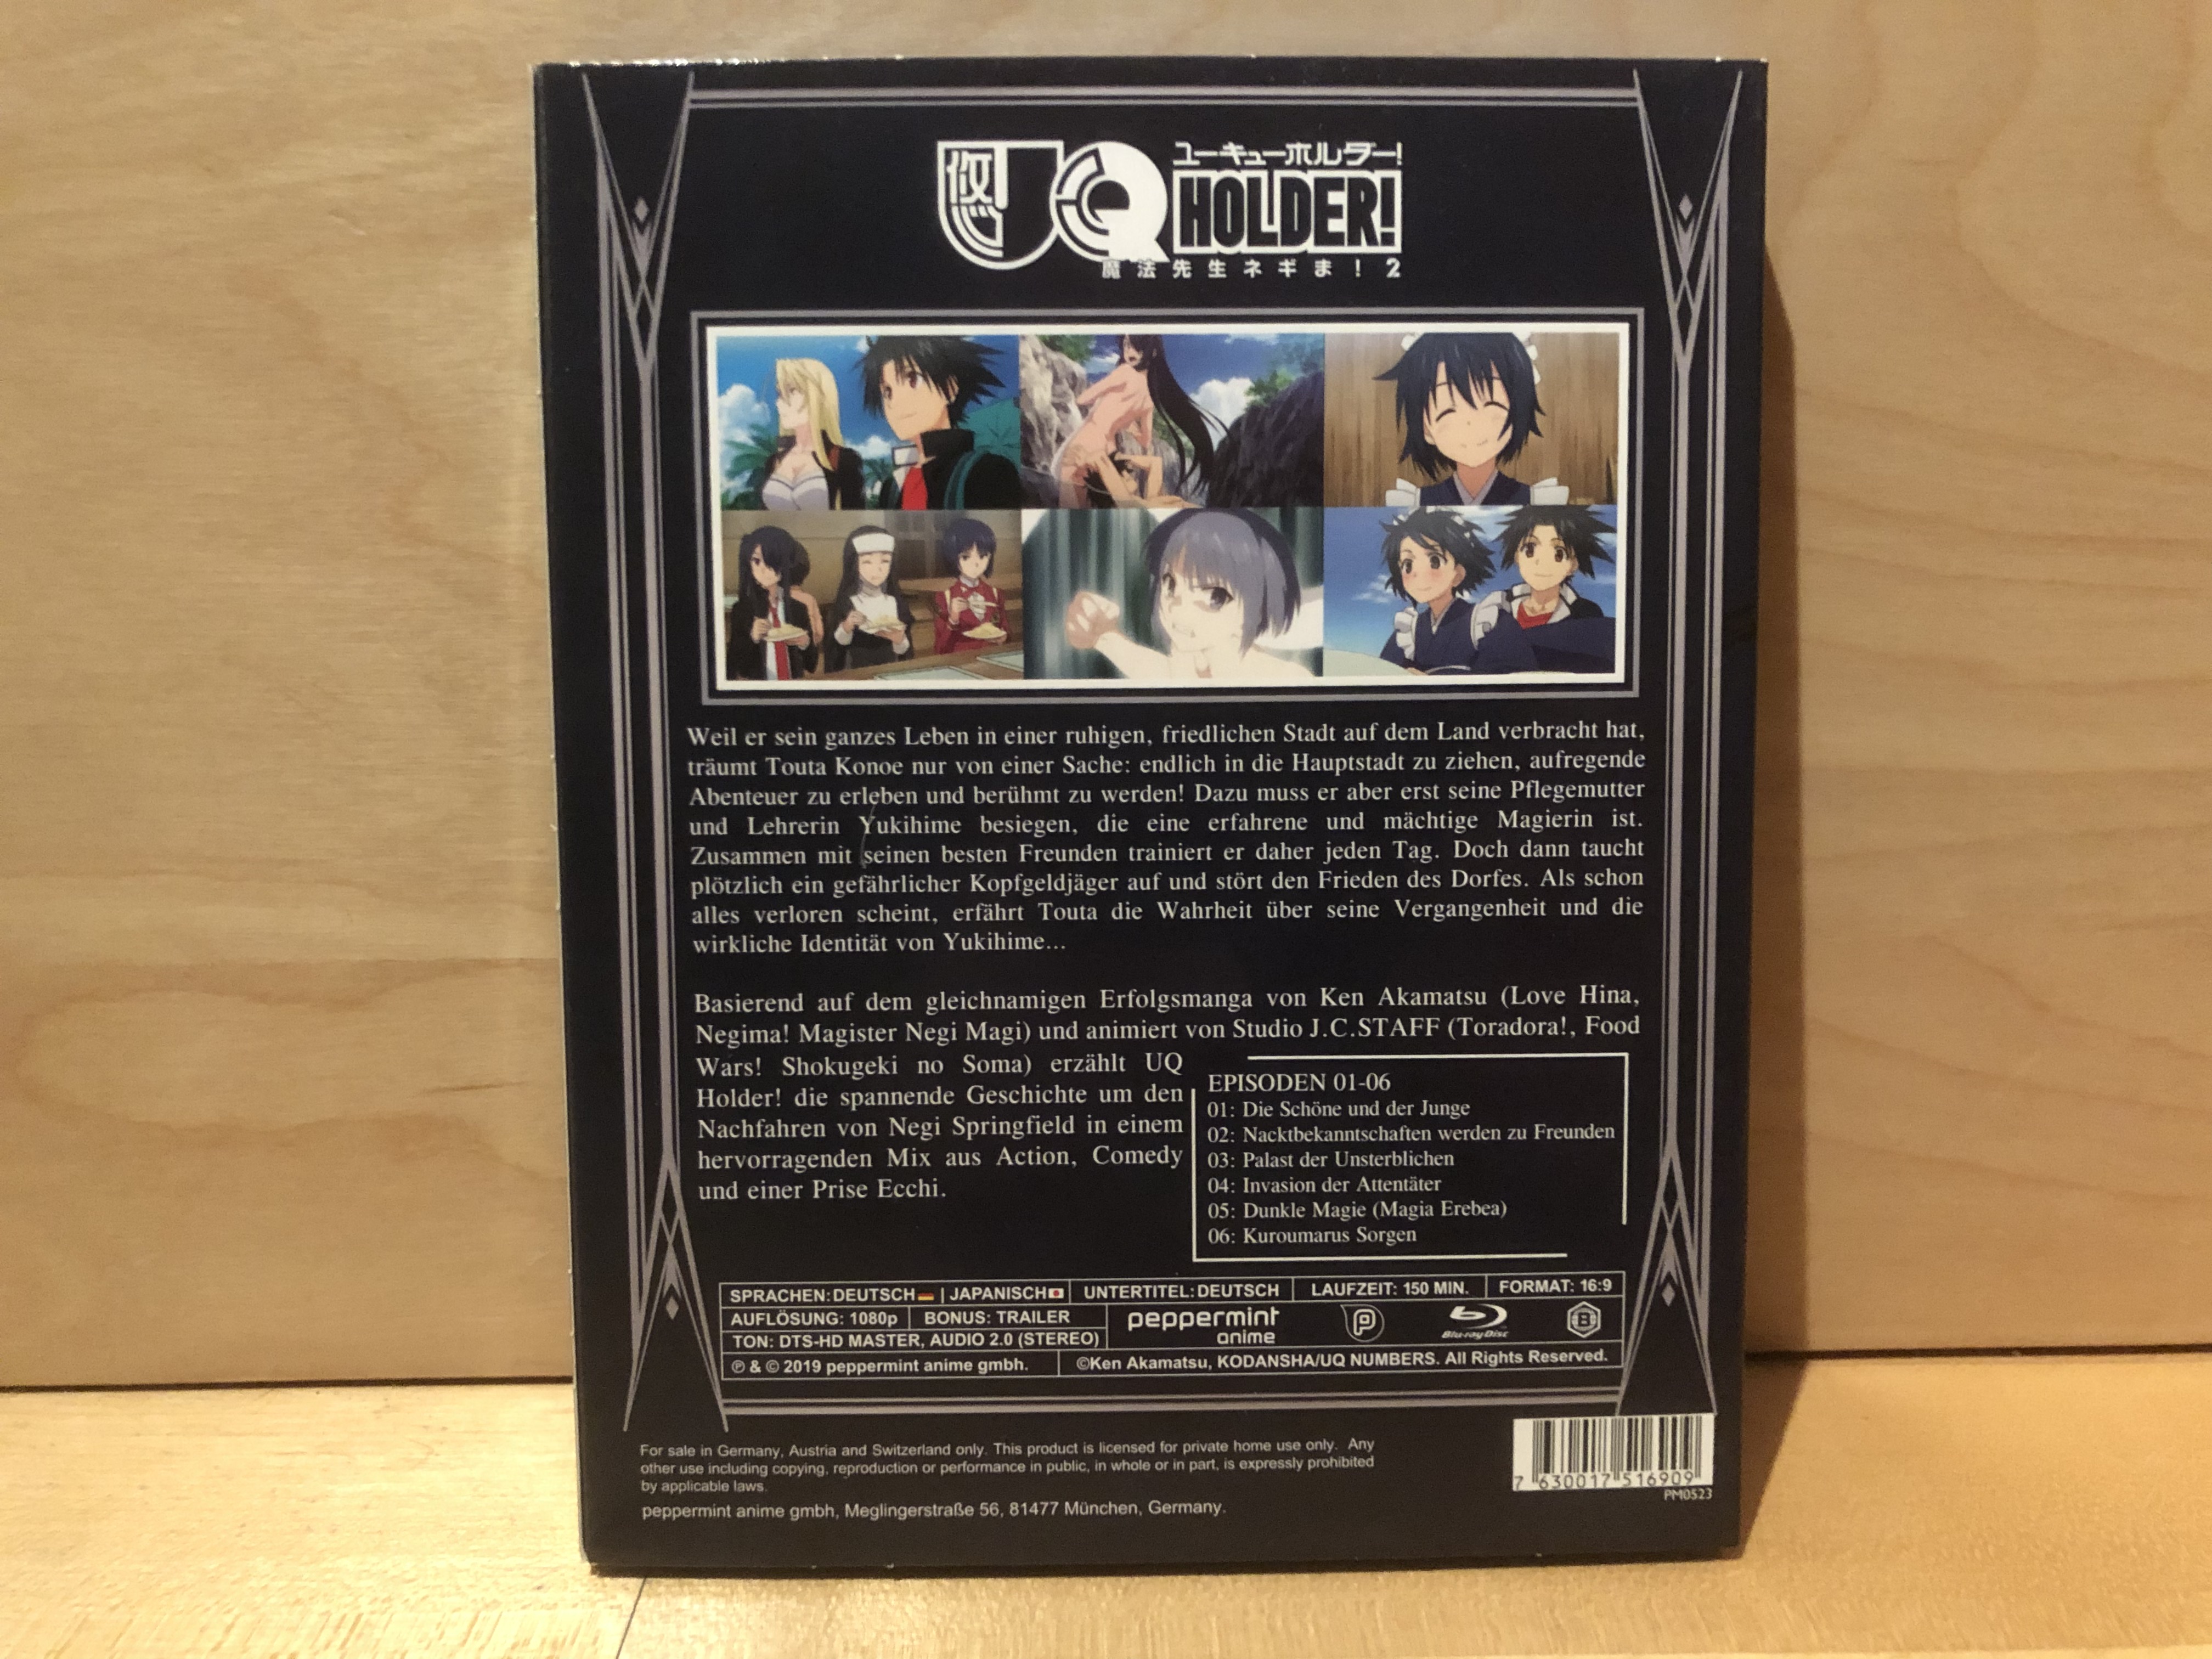 悠
UQ
ユーキューホルダー!
HOLDER!
魔法先生ネギま！2
Weil er sein ganzes Leben in einer ruhigen, friedlichen Stadt auf dem Land verbracht hat,
träumt Touta Konoe nur von einer Sache: endlich in die Hauptstadt zu ziehen, aufregende
Abenteuer zu erleben und berühmt zu werden! Dazu muss er aber erst seine Pflegemutter
und Lehrerin Yukihime besiegen, die eine erfahrene und mächtige Magierin ist.
Zusammen mit seinen besten Freunden trainiert er daher jeden Tag. Doch dann taucht
plötzlich ein gefährlicher Kopfgeldjäger auf und stört den Frieden des Dorfes. Als schon
alles verloren scheint, erfährt Touta die Wahrheit über seine Vergangenheit und die
wirkliche Identität von Yukihime...
Basierend auf dem gleichnamigen Erfolgsmanga von Ken Akamatsu (Love Hina,
Negima! Magister Negi Magi) und animiert von Studio J.C.STAFF (Toradora!, Food
Wars! Shokugeki no Soma) erzählt UQ
Holder! die spannende Geschichte um den
Nachfahren von Negi Springfield in einem
hervorragenden Mix aus Action, Comedy
und einer Prise Ecchi.
EPISODEN 01-06
01: Die Schöne und der Junge
02: Nacktbekanntschaften werden zu Freunden
03: Palast der Unsterblichen
04: Invasion der Attentäter
05: Dunkle Magie (Magia Erebea)
06: Kuroumarus Sorgen
SPRACHEN: DEUTSCH | JAPANISCH UNTERTITEL: DEUTSCH LAUFZEIT: 150 MIN. FORMAT: 16:9
AUFLÖSUNG: 1080p BONUS: TRAILER
TON: DTS-HD MASTER, AUDIO 2.0 (STEREO)
peppermint
anime
P
Blu-ray Disc
B
℗ & © 2019 peppermint anime gmbh. ©Ken Akamatsu, KODANSHA/UQ NUMBERS. All Rights Reserved.
For sale in Germany, Austria and Switzerland only. This product is licensed for private home use only. Any
other use including copying, reproduction or performance in public, in whole or in part, is expressly prohibited
by applicable laws.
peppermint anime gmbh, Meglingerstraße 56, 81477 München, Germany.
7 630017 516909
PM0523